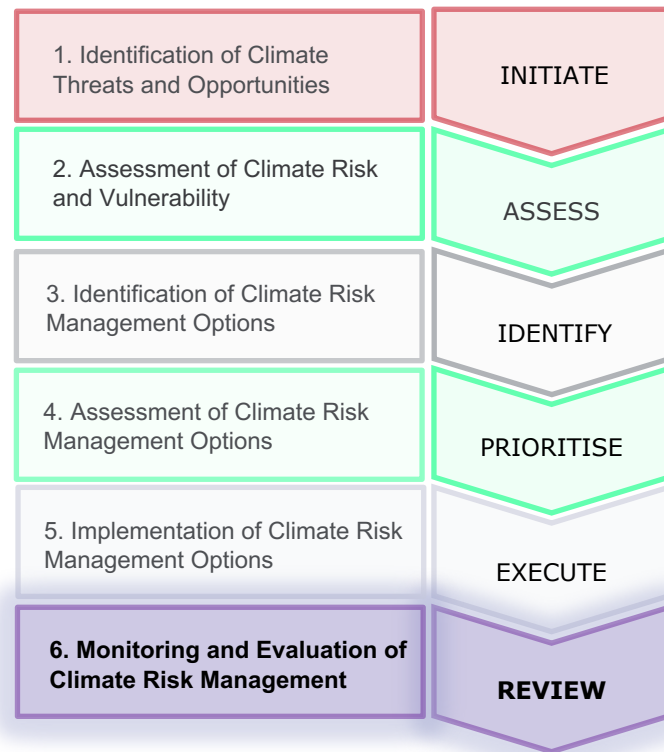 1. Identification of Climate
Threats and Opportunities
INITIATE
2. Assessment of Climate Risk
and Vulnerability
ASSESS
3. Identification of Climate Risk
Management Options
IDENTIFY
4. Assessment of Climate Risk
Management Options
PRIORITISE
5. Implementation of Climate Risk
Management Options
EXECUTE
6. Monitoring and Evaluation of
Climate Risk Management
REVIEW